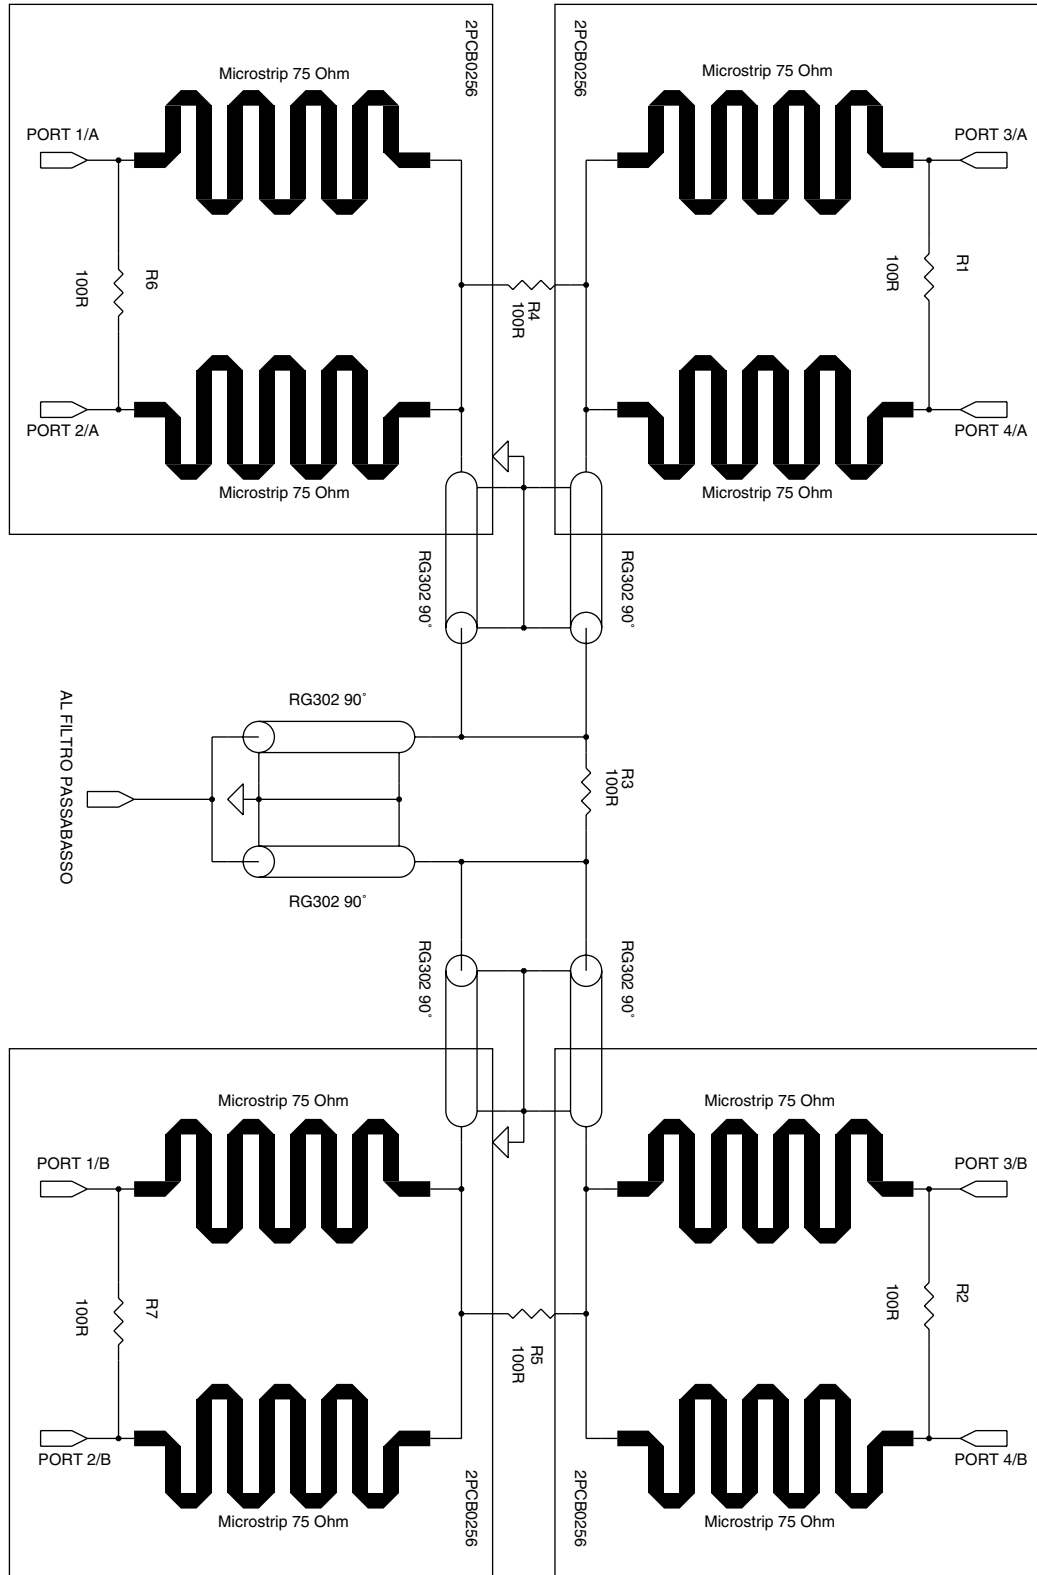 2PCB0256
2PCB0256
Microstrip 75 Ohm
Microstrip 75 Ohm
PORT 1/A
PORT 3/A
R6
100R
R4
100R
R1
100R
PORT 2/A
PORT 4/A
Microstrip 75 Ohm
Microstrip 75 Ohm
RG302 90°
RG302 90°
RG302 90°
AL FILTRO PASSABASSO
R3
100R
RG302 90°
RG302 90°
RG302 90°
Microstrip 75 Ohm
Microstrip 75 Ohm
PORT 1/B
PORT 3/B
R7
100R
R5
100R
R2
100R
PORT 2/B
PORT 4/B
2PCB0256
2PCB0256
Microstrip 75 Ohm
Microstrip 75 Ohm